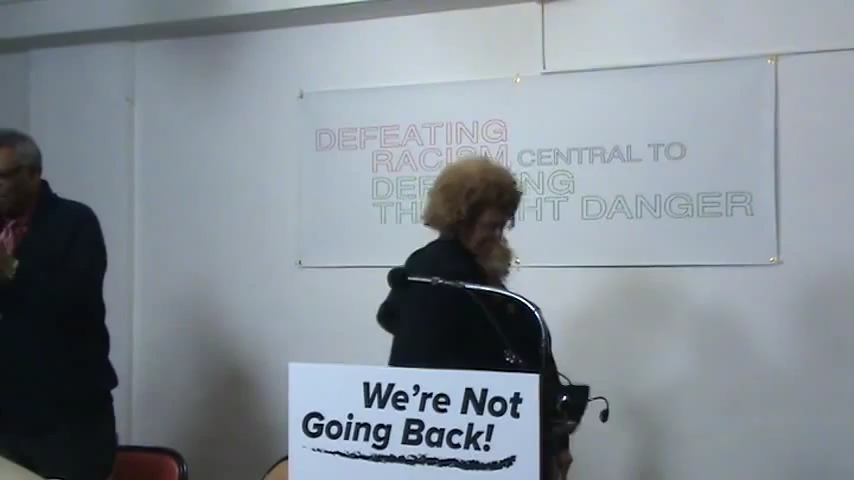 DEFEATING
RACISM CENTRAL TO
DANGER
We're Not
Going Back!